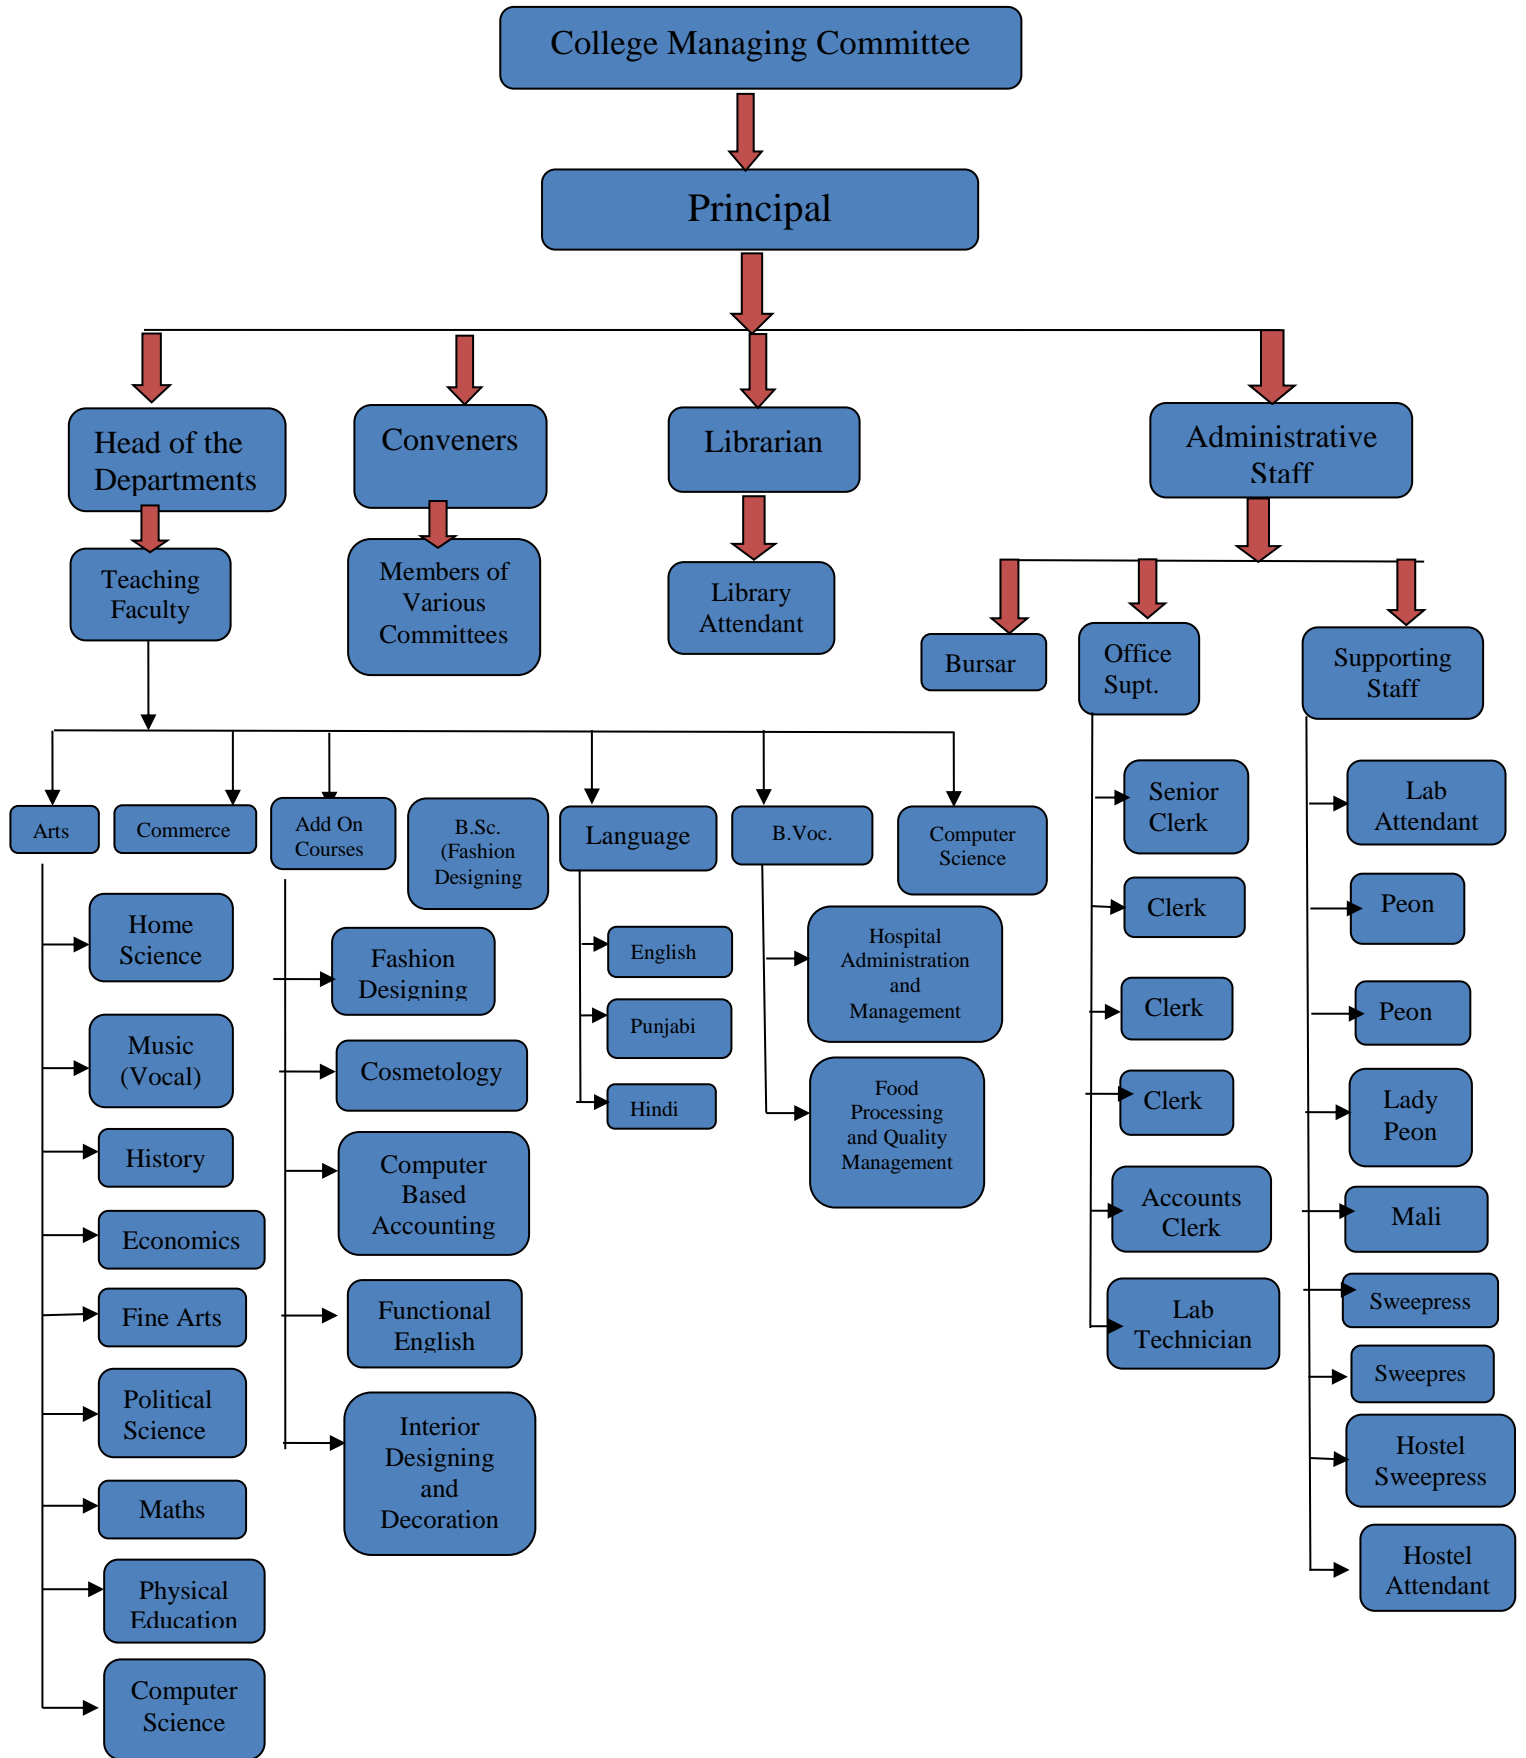 College Managing Committee
Principal
Head of the
Departments
Conveners
Librarian
Administrative
Staff
Teaching
Faculty
Members of
Various
Committees
Library
Attendant
Bursar
Office
Supt.
Supporting
Staff
Arts
Commerce
Add On
Courses
B.Sc.
(Fashion
Designing
Language
B.Voc.
Computer
Science
Home
Science
Music
(Vocal)
History
Economics
Fine Arts
Political
Science
Maths
Physical
Education
Computer
Science
Fashion
Designing
Cosmetology
Computer
Based
Accounting
Functional
English
Interior
Designing
and
Decoration
English
Punjabi
Hindi
Hospital
Administration
and
Management
Food
Processing
and Quality
Management
Senior
Clerk
Clerk
Clerk
Clerk
Accounts
Clerk
Lab
Technician
Lab
Attendant
Peon
Peon
Lady
Peon
Mali
Sweepress
Sweepres
Hostel
Sweepress
Hostel
Attendant